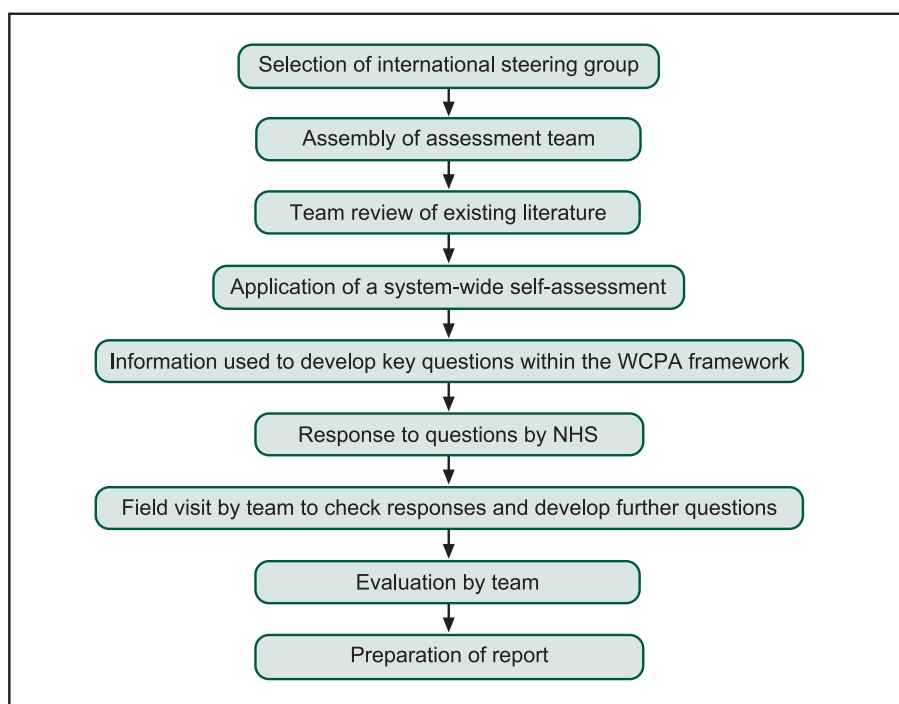 Selection of international steering group
Assembly of assessment team
Team review of existing literature
Application of a system-wide self-assessment
Information used to develop key questions within the WCPA framework
Response to questions by NHS
Field visit by team to check responses and develop further questions
Evaluation by team
Preparation of report